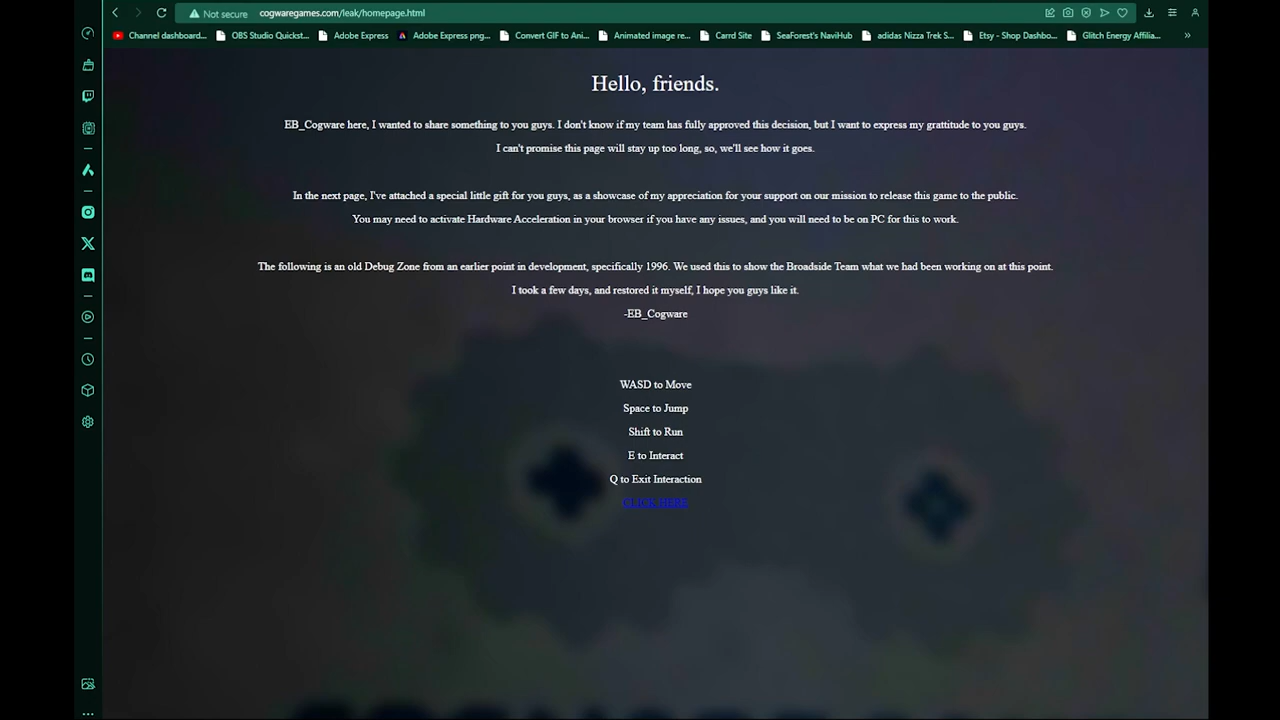 Not secure
cogwaregames.com/leak/homepage.html
Channel dashboard...
OBS Studio Quickst...
Adobe Express
Adobe Express png...
Convert GIF to Ani...
Animated image re...
Carrd Site
SeaForest's NaviHub
adidas Nizza Trek S...
Etsy - Shop Dashbo...
Glitch Energy Affilia...
Hello, friends.
EB_Cogware here, I wanted to share something to you guys. I don't know if my team has fully approved this decision, but I want to express my grattitude to you guys.
I can't promise this page will stay up too long, so, we'll see how it goes.
In the next page, I've attached a special little gift for you guys, as a showcase of my appreciation for your support on our mission to release this game to the public.
You may need to activate Hardware Acceleration in your browser if you have any issues, and you will need to be on PC for this to work.
The following is an old Debug Zone from an earlier point in development, specifically 1996. We used this to show the Broadside Team what we had been working on at this point.
I took a few days, and restored it myself, I hope you guys like it.
-EB_Cogware
WASD to Move
Space to Jump
Shift to Run
E to Interact
Q to Exit Interaction
CLICK HERE